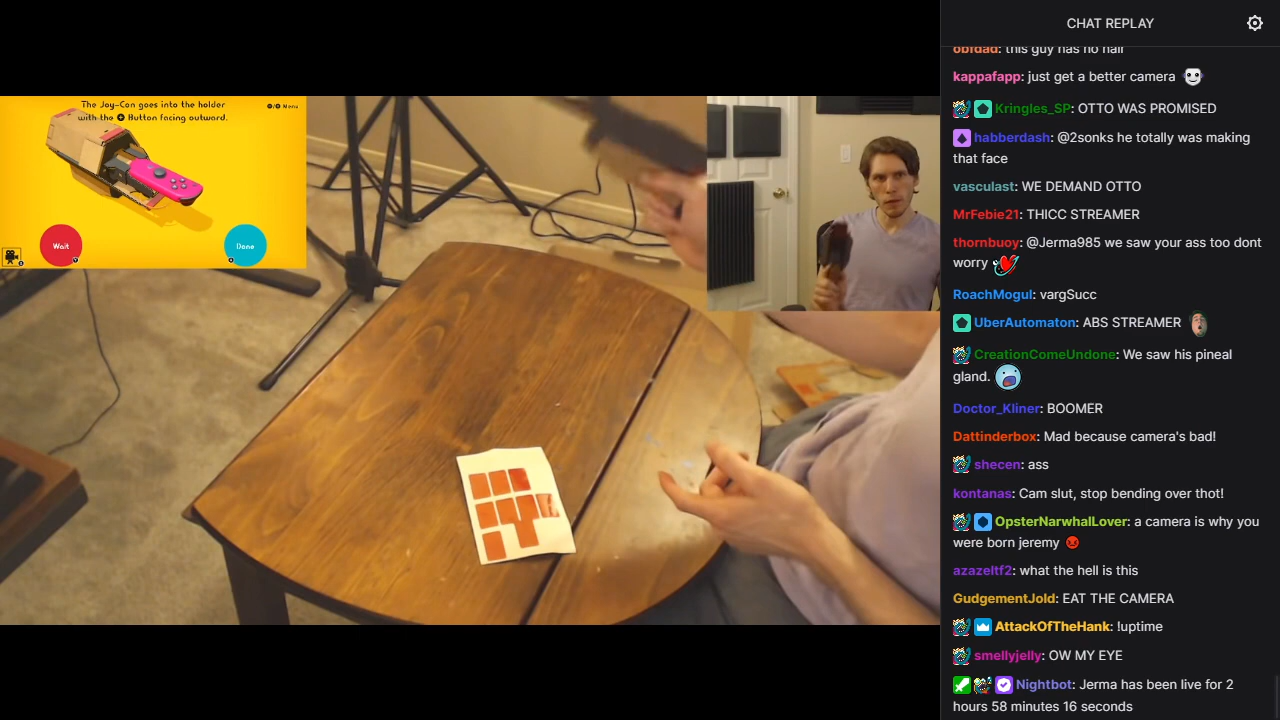 The Joy-Con goes into the holder
with the + Button facing outward.
Menu
Wait
Done
CHAT REPLAY
obfdad: this guy has no hair
kappafapp: just get a better camera
Kringles_SP: OTTO WAS PROMISED
habberdash: @2sonks he totally was making
that face
vasculast: WE DEMAND OTTO
MrFebie21: THICC STREAMER
thornbuoy: @Jerma985 we saw your ass too dont
worry
RoachMogul: vargSucc
UberAutomaton: ABS STREAMER
CreationComeUndone: We saw his pineal
gland.
Doctor_Kliner: BOOMER
Dattinderbox: Mad because camera's bad!
shecen: ass
kontanas: Cam slut, stop bending over thot!
OpsterNarwhalLover: a camera is why you
were born jeremy
azazeltf2: what the hell is this
GudgementJold: EAT THE CAMERA
AttackOfTheHank: !uptime
smellyjelly: OW MY EYE
Nightbot: Jerma has been live for 2
hours 58 minutes 16 seconds